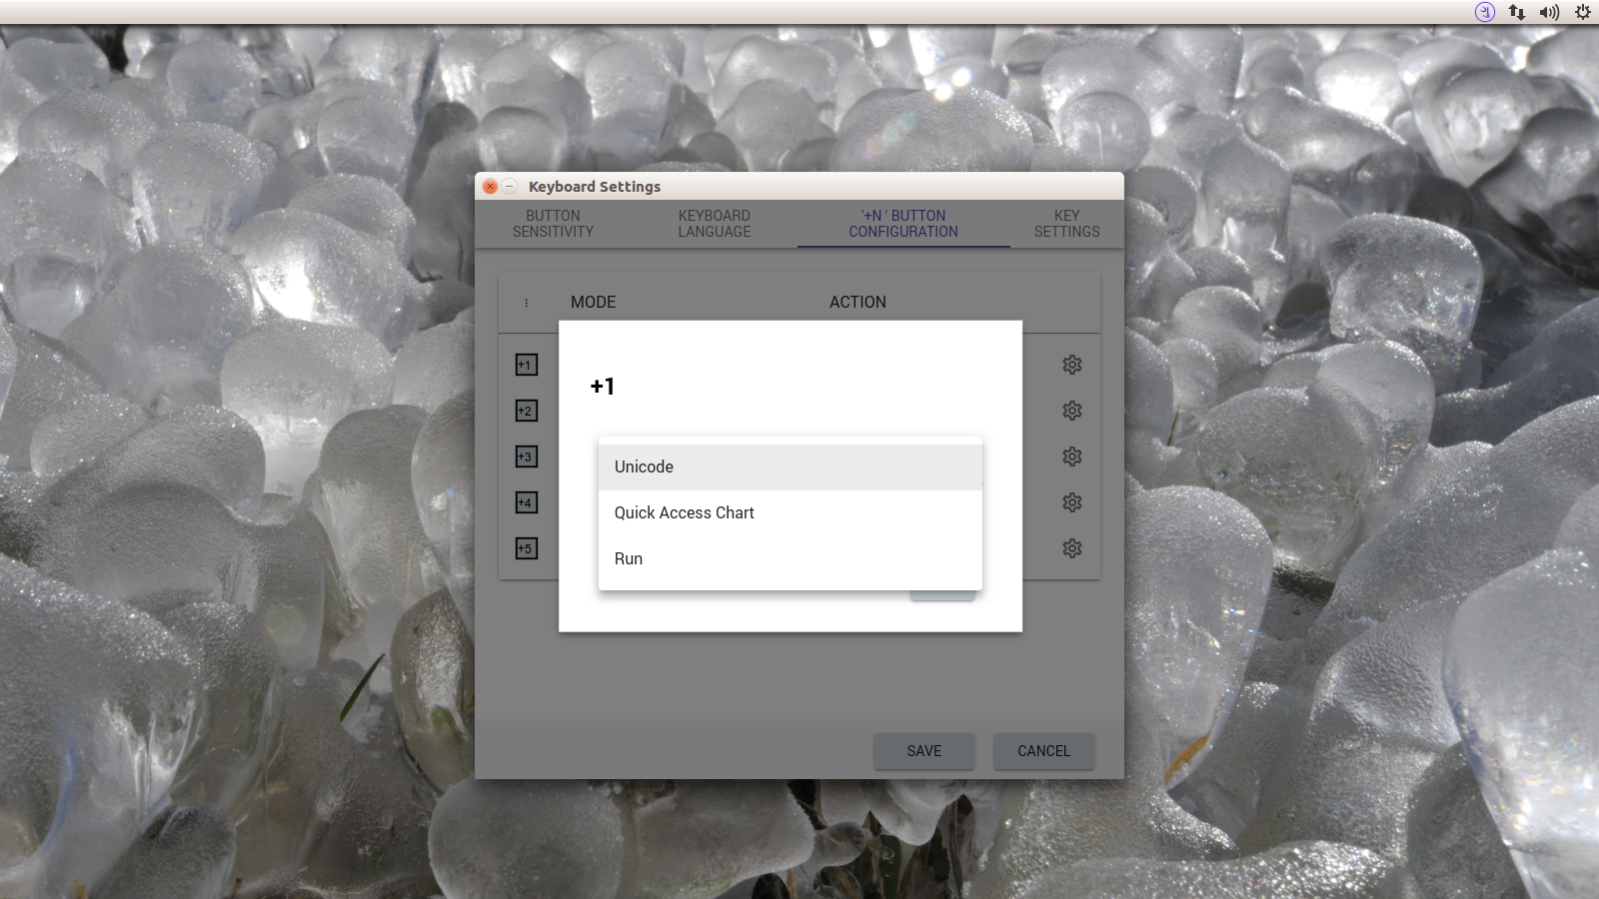 Keyboard Settings
BUTTON
SENSITIVITY
KEYBOARD
LANGUAGE
'+N ' BUTTON
CONFIGURATION
KEY
SETTINGS
MODE
ACTION
+1
+2
+3
+4
+5
+1
Unicode
Quick Access Chart
Run
SAVE
CANCEL